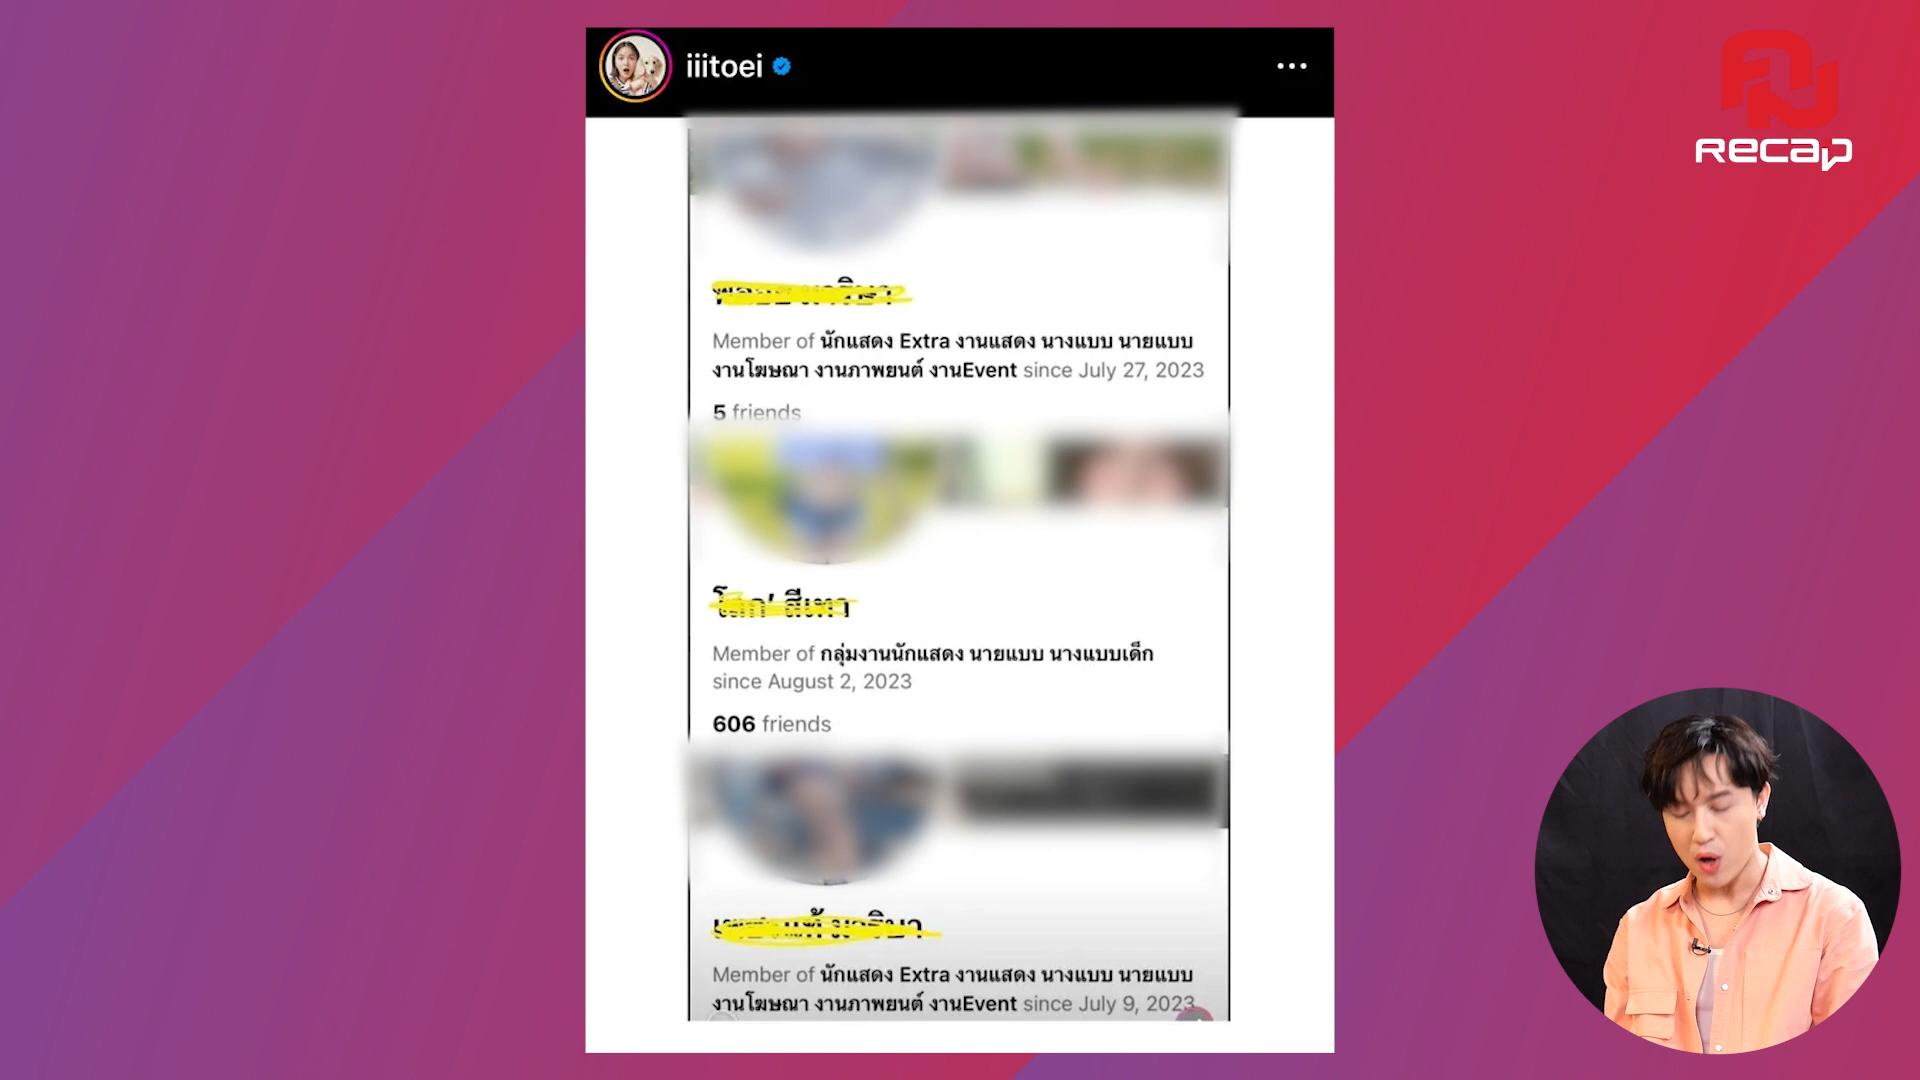 iiitoei
Recap
Member of นักแสดง Extra งานแสดง นางแบบ นายแบบ
งานโฆษณา งานภาพยนต์ งานEvent since July 27, 2023
5 friends
สีเทา
Member of กลุ่มงานนักแสดง นายแบบ นางแบบเด็ก
since August 2, 2023
606 friends
Member of นักแสดง Extra งานแสดง นางแบบ นายแบบ
งานโฆษณา งานภาพยนต์ งานEvent since July 9, 2023